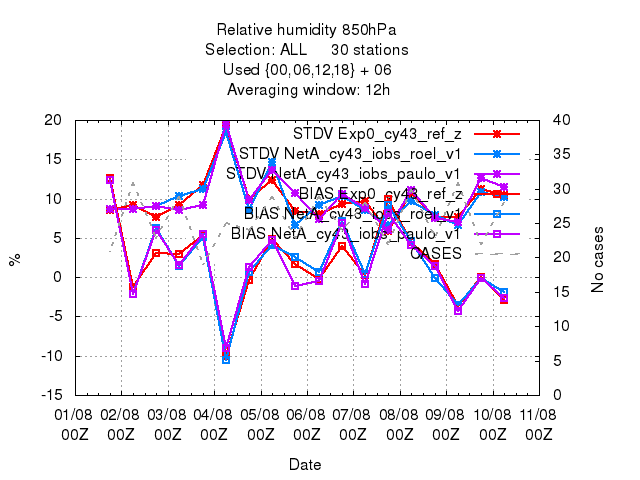 Relative humidity 850hPa
Selection: ALL     30 stations
Used {00,06,12,18} + 06
Averaging window: 12h
STDV Exp0_cy43_ref_z
STDV NetA_cy43_iobs_roel_v1
STDV NetA_cy43_iobs_paulo_v1
BIAS Exp0_cy43_ref_z
BIAS NetA_cy43_iobs_roel_v1
BIAS NetA_cy43_iobs_paulo_v1
CASES
20
15
10
5
0
-5
-10
-15
%
40
35
30
25
20
15
10
5
0
No cases
01/08 02/08 03/08 04/08 05/08 06/08 07/08 08/08 09/08 10/08 11/08
00Z 00Z 00Z 00Z 00Z 00Z 00Z 00Z 00Z 00Z 00Z
Date